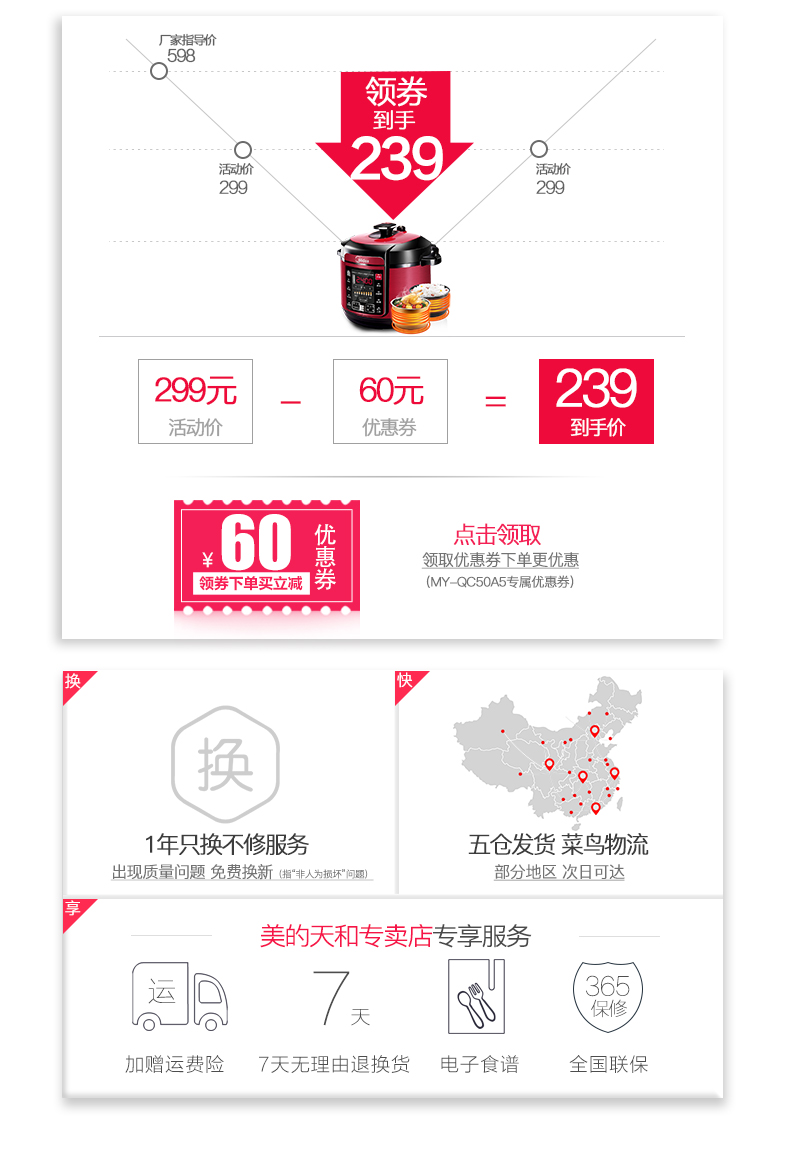 厂家指导价
598
领券
到手
239
活动价
299
活动价
299
299元
活动价
－
60元
优惠券
＝
239
到手价
¥60
优惠券
领券下单买立减
点击领取
领取优惠券下单更优惠
(MY-QC50A5专属优惠券)
换
换
1年只换不修服务
出现质量问题 免费换新 (指“非人为损坏”问题)
快
五仓发货 菜鸟物流
部分地区 次日可达
享
美的天和专卖店专享服务
运
7天
365
保修
加赠运费险
7天无理由退换货
电子食谱
全国联保